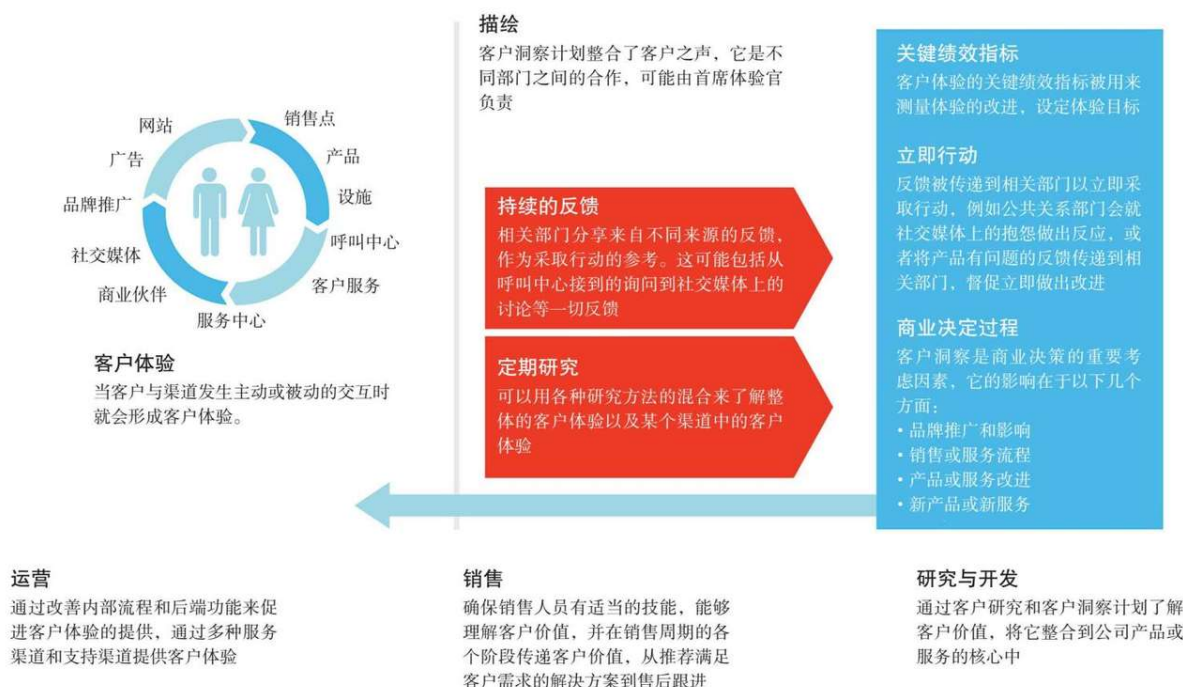 网站
广告
品牌推广
社交媒体
商业伙伴
服务中心
销售点
产品
设施
呼叫中心
客户服务
客户体验
当客户与渠道发生主动或被动的交互时
就会形成客户体验。
描绘
客户洞察计划整合了客户之声，它是不
同部门之间的合作，可能由首席体验官
负责
持续的反馈
相关部门分享来自不同来源的反馈，
作为采取行动的参考。这可能包括从
呼叫中心接到的询问到社交媒体上的
讨论等一切反馈
定期研究
可以用各种研究方法的混合来了解整
体的客户体验以及某个渠道中的客户
体验
关键绩效指标
客户体验的关键绩效指标被用来
测量体验的改进，设定体验目标
立即行动
反馈被传递到相关部门以立即采
取行动，例如公共关系部门会就
社交媒体上的抱怨做出反应，或
者将产品有问题的反馈传递到相
关部门，督促立即做出改进
商业决定过程
客户洞察是商业决策的重要考
虑因素，它的影响在于以下几个
方面：
• 品牌推广和影响
• 销售或服务流程
• 产品或服务改进
• 新产品或新服务
运营
通过改善内部流程和后端功能来促
进客户体验的提供，通过多种服务
渠道和支持渠道提供客户体验
销售
确保销售人员有适当的技能，能够
理解客户价值，并在销售周期的各
个阶段传递客户价值，从推荐满足
客户需求的解决方案到售后跟进
研究与开发
通过客户研究和客户洞察计划了解
客户价值，将它整合到公司产品或
服务的核心中